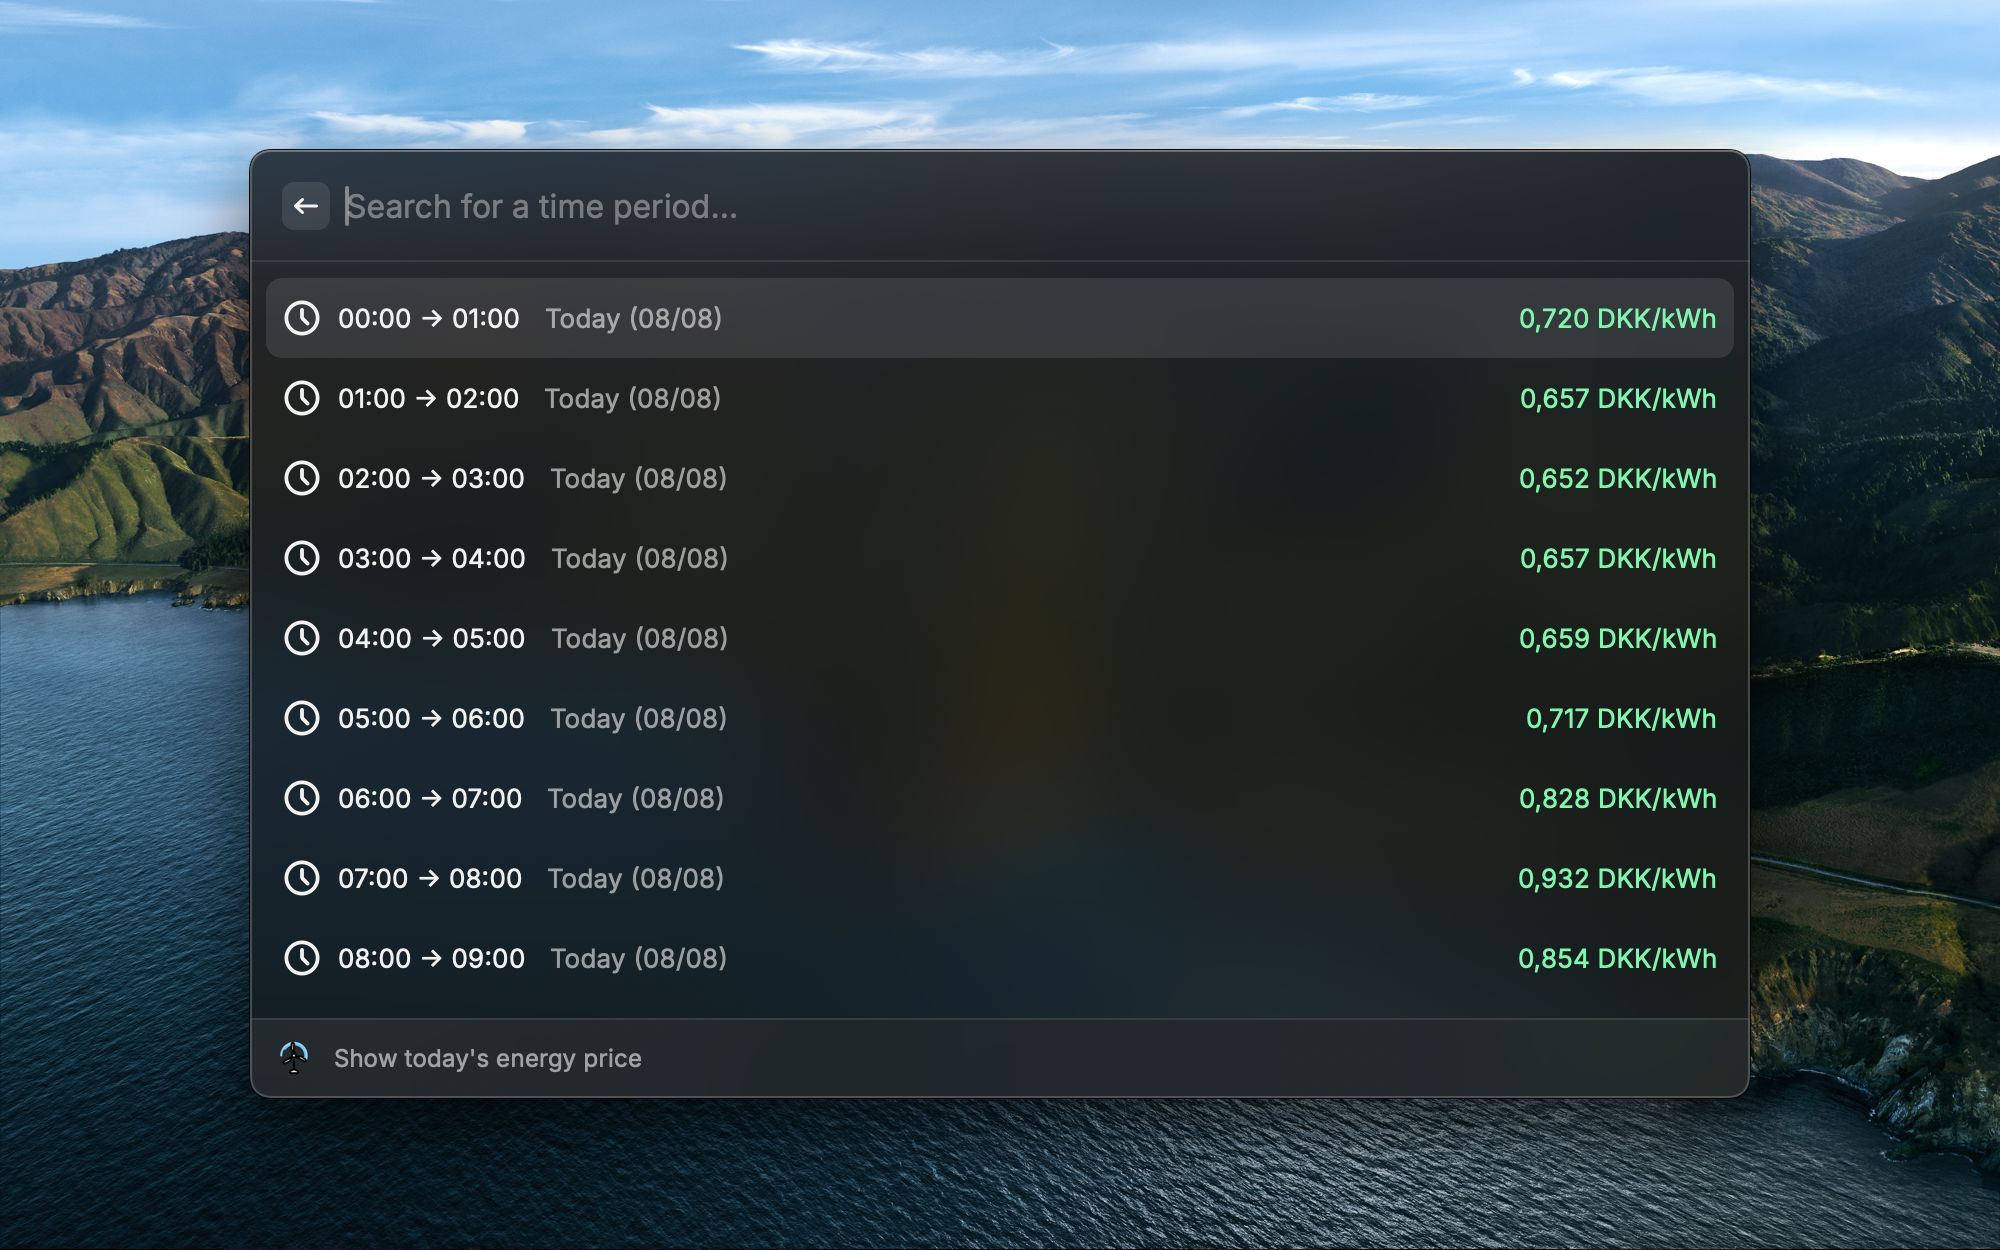 Search for a time period...
00:00 → 01:00 Today (08/08) 0,720 DKK/kWh
01:00 → 02:00 Today (08/08) 0,657 DKK/kWh
02:00 → 03:00 Today (08/08) 0,652 DKK/kWh
03:00 → 04:00 Today (08/08) 0,657 DKK/kWh
04:00 → 05:00 Today (08/08) 0,659 DKK/kWh
05:00 → 06:00 Today (08/08) 0,717 DKK/kWh
06:00 → 07:00 Today (08/08) 0,828 DKK/kWh
07:00 → 08:00 Today (08/08) 0,932 DKK/kWh
08:00 → 09:00 Today (08/08) 0,854 DKK/kWh
Show today's energy price